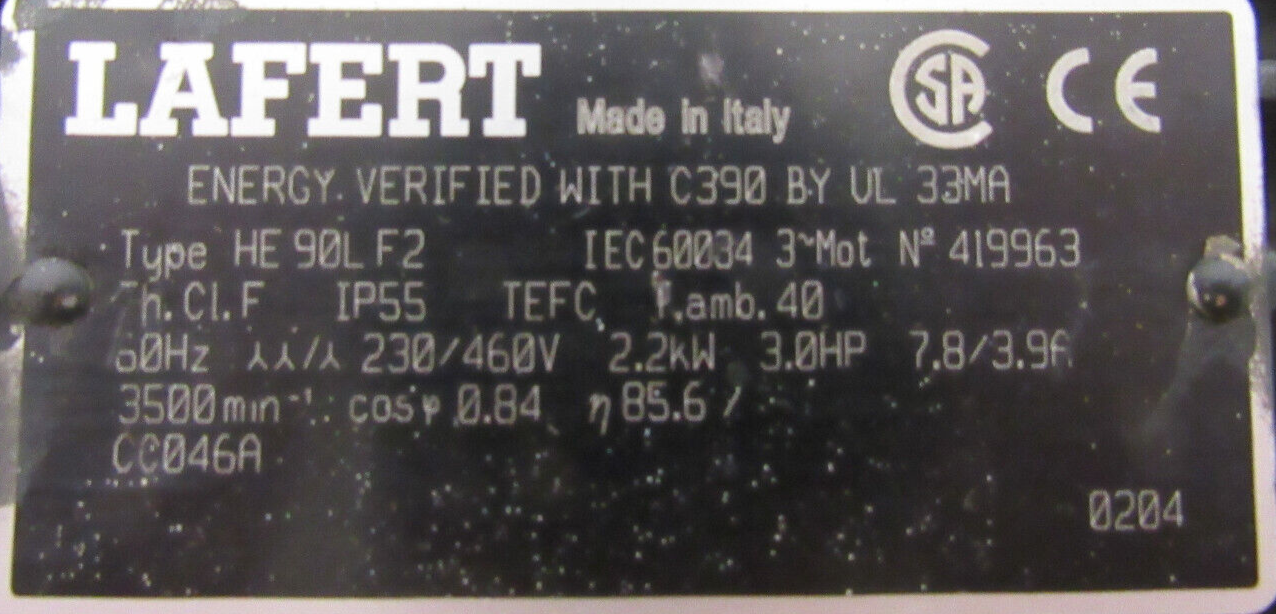 LAFERT Made in Italy CSA CE
ENERGY VERIFIED WITH C390 BY UL 33MA
Type HE 90L F2 IEC 60034 3~Mot Nº 419963
Th.Cl.F IP55 TEFC T.amb.40
60Hz ⅄⅄/⅄ 230/460V 2.2kW 3.0HP 7.8/3.9A
3500min⁻¹ cosφ 0.84 η 85.6 %
CC046A
0204